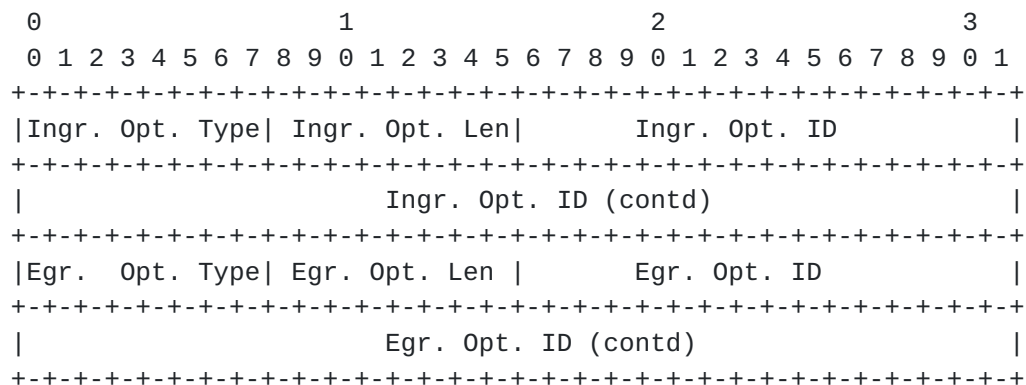 0                   1                   2                   3
 0 1 2 3 4 5 6 7 8 9 0 1 2 3 4 5 6 7 8 9 0 1 2 3 4 5 6 7 8 9 0 1
+-+-+-+-+-+-+-+-+-+-+-+-+-+-+-+-+-+-+-+-+-+-+-+-+-+-+-+-+-+-+-+-+
|Ingr. Opt. Type| Ingr. Opt. Len|       Ingr. Opt. ID           |
+-+-+-+-+-+-+-+-+-+-+-+-+-+-+-+-+-+-+-+-+-+-+-+-+-+-+-+-+-+-+-+-+
|                       Ingr. Opt. ID (contd)                   |
+-+-+-+-+-+-+-+-+-+-+-+-+-+-+-+-+-+-+-+-+-+-+-+-+-+-+-+-+-+-+-+-+
|Egr.  Opt. Type| Egr. Opt. Len |       Egr. Opt. ID            |
+-+-+-+-+-+-+-+-+-+-+-+-+-+-+-+-+-+-+-+-+-+-+-+-+-+-+-+-+-+-+-+-+
|                       Egr. Opt. ID (contd)                    |
+-+-+-+-+-+-+-+-+-+-+-+-+-+-+-+-+-+-+-+-+-+-+-+-+-+-+-+-+-+-+-+-+